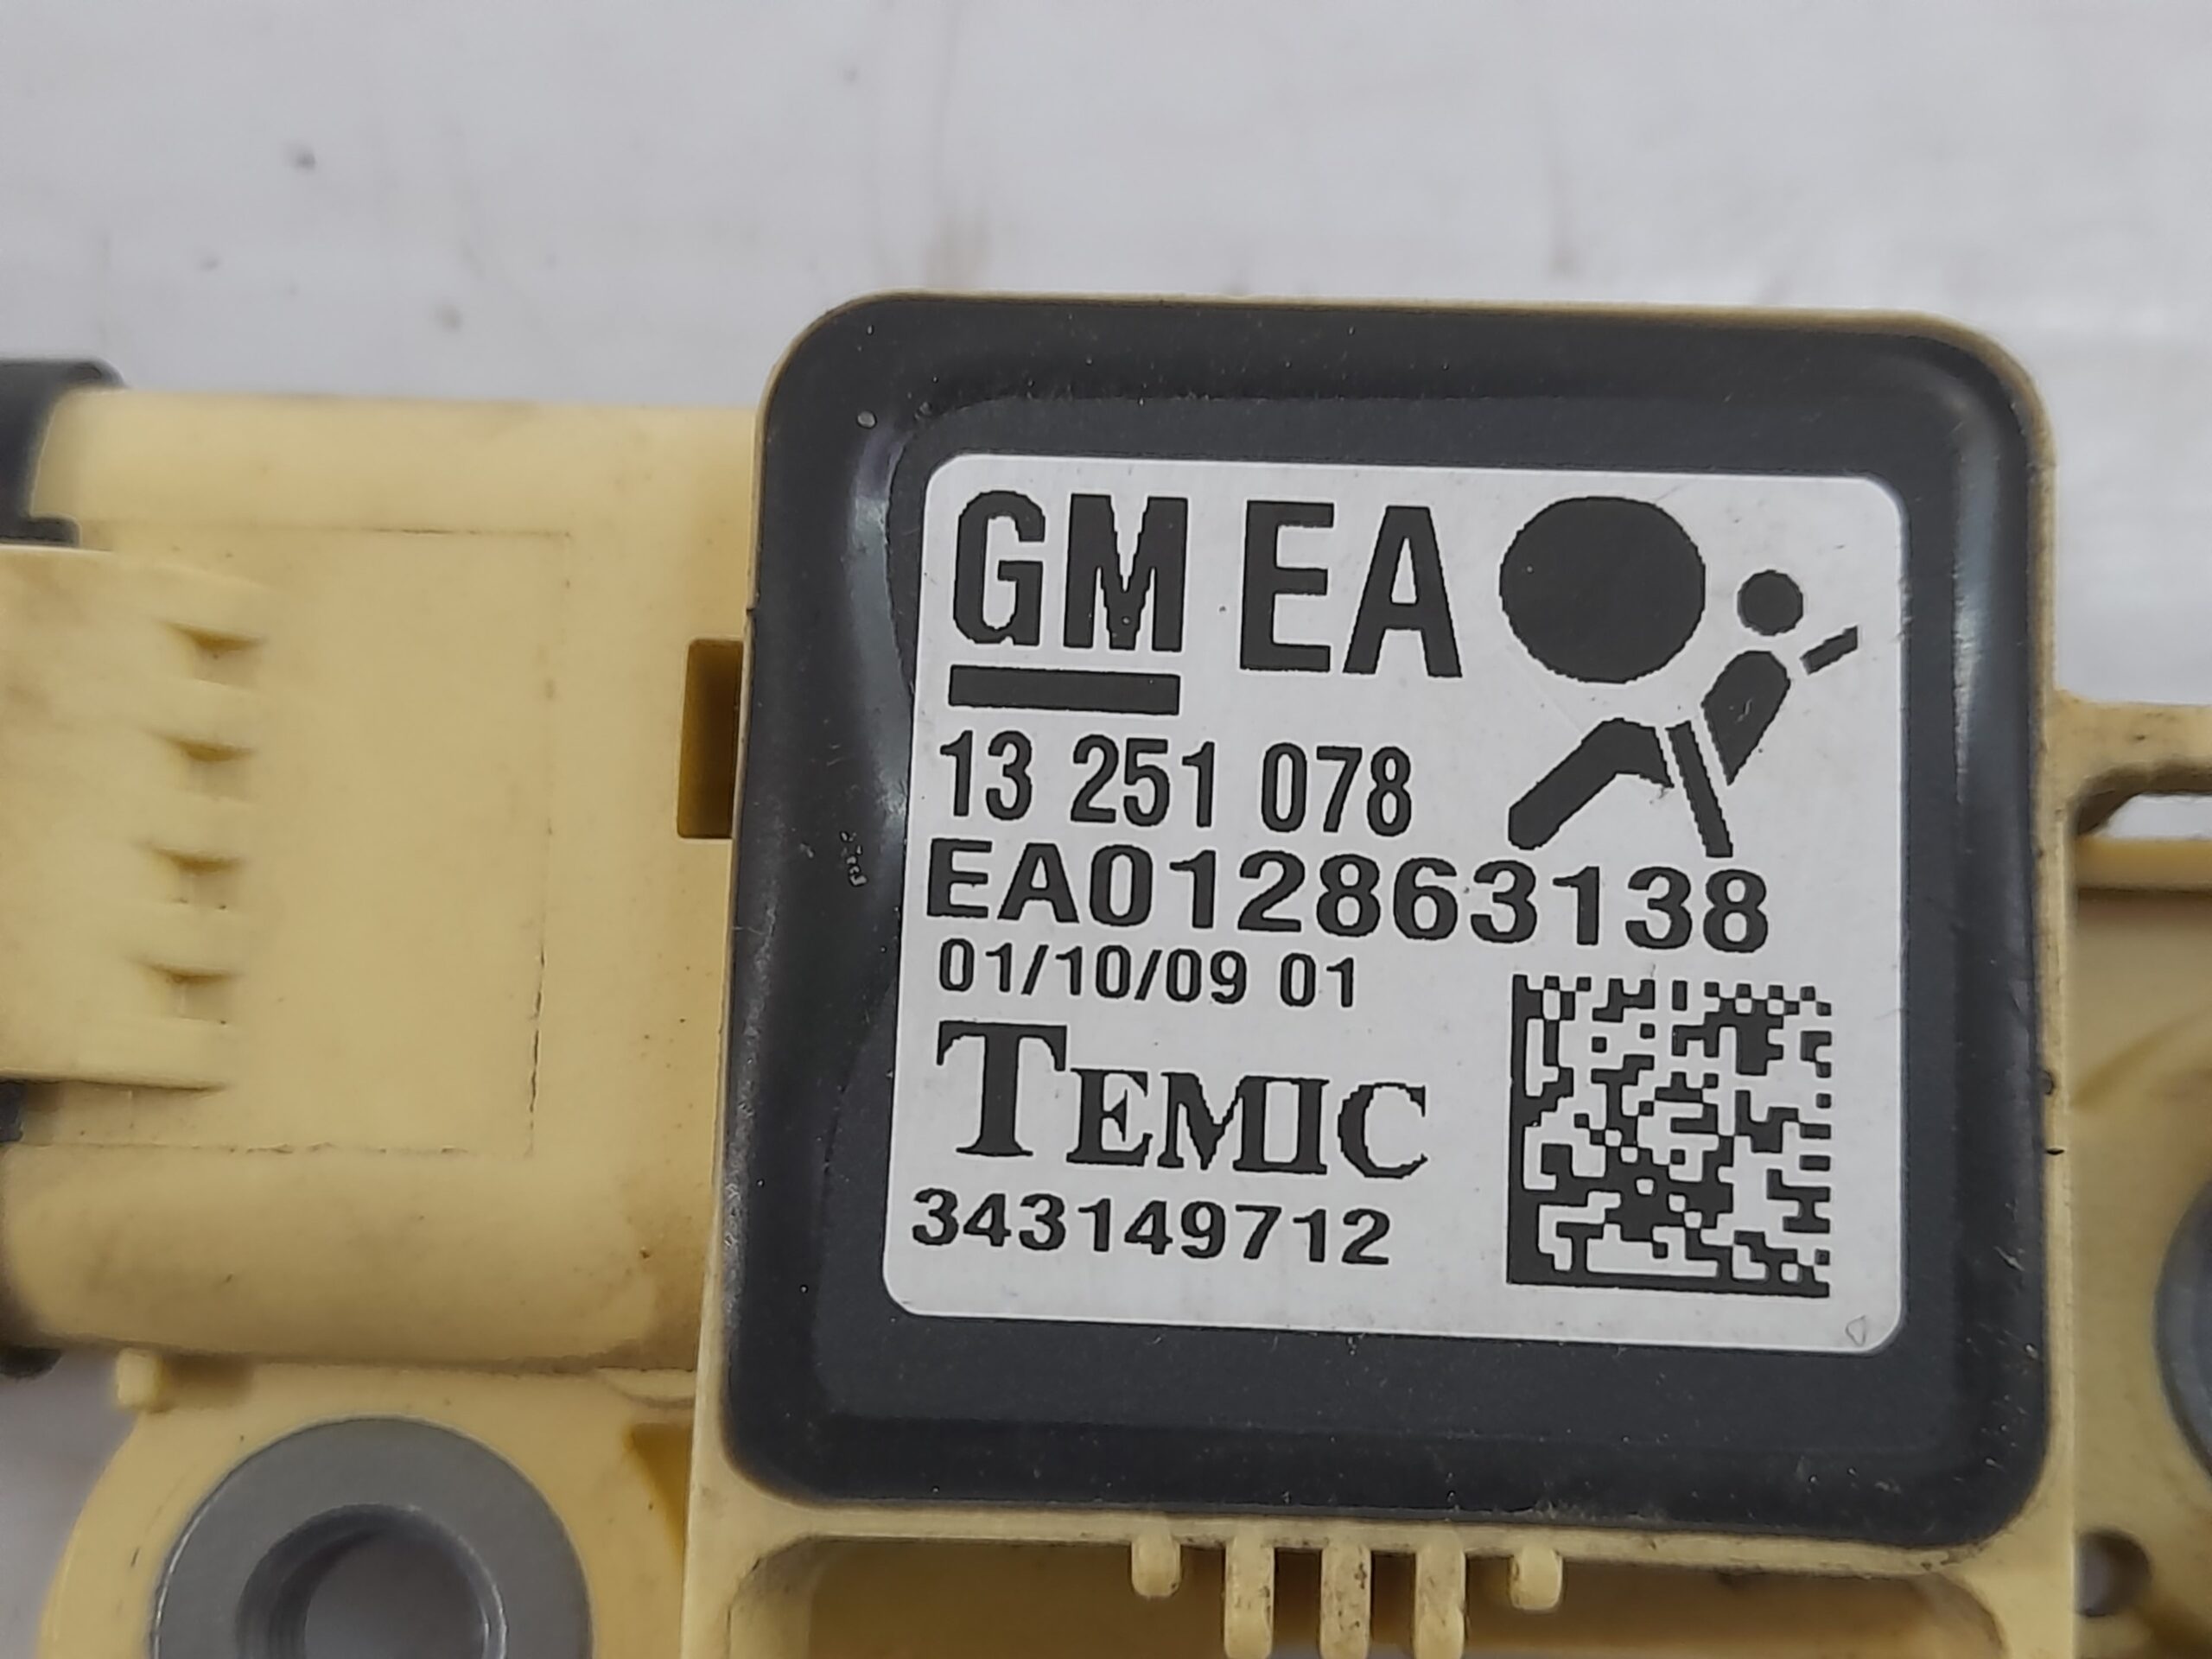 GM EA
13 251 078
EA012863138
01/10/09 01
TEMIC
343149712